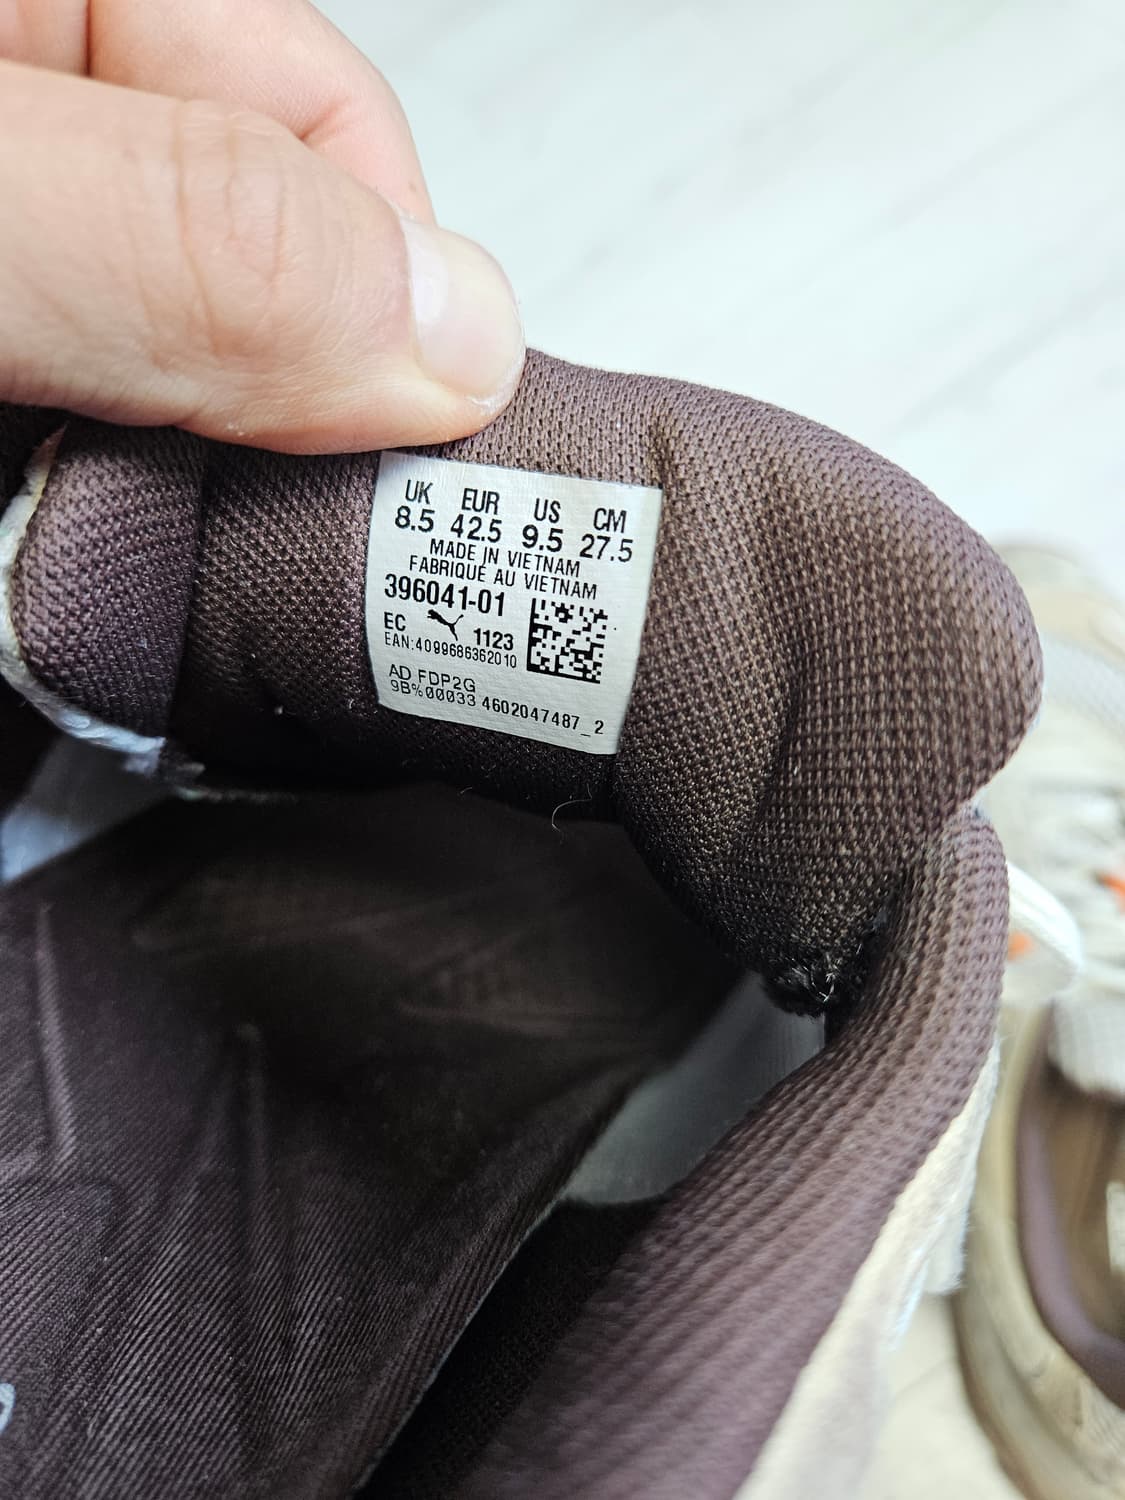 UK EUR US CM
8.5 42.5 9.5 27.5
MADE IN VIETNAM
FABRIQUÉ AU VIETNAM
396041-01
EC 1123
EAN:4099686362010
AD FDP2G
9B%00033 4602047487_2